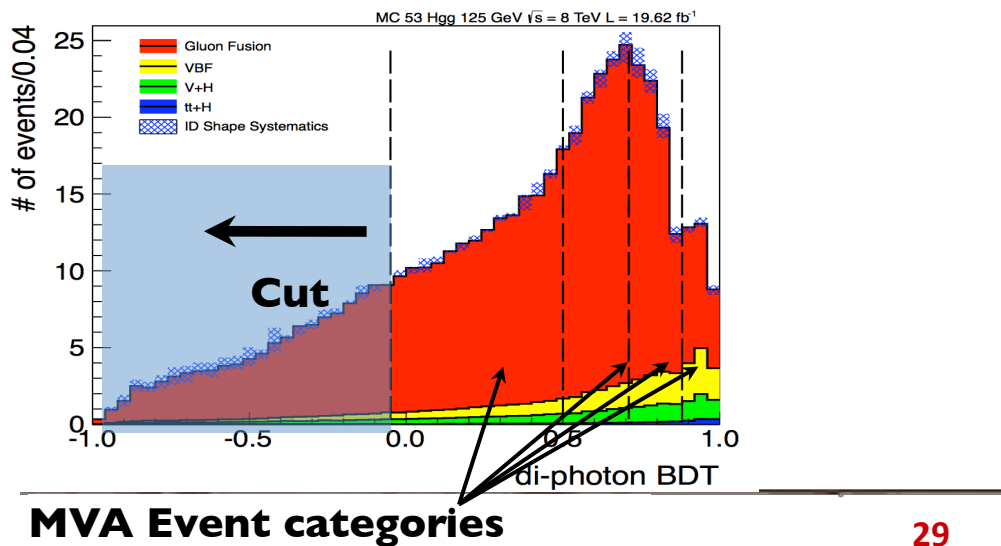 MC 53 Hgg 125 GeV √s = 8 TeV L = 19.62 fb⁻¹
# of events/0.04
25
20
15
10
5
0
Gluon Fusion
VBF
V+H
tt+H
ID Shape Systematics
Cut
-1.0
-0.5
0.0
0.5
1.0
di-photon BDT
MVA Event categories
29